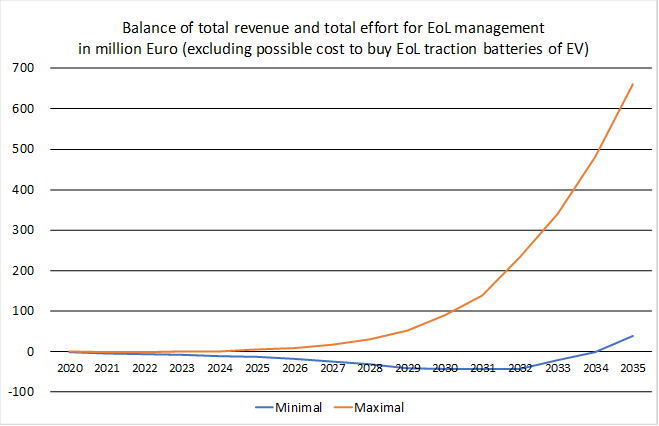 Balance of total revenue and total effort for EoL management
in million Euro (excluding possible cost to buy EoL traction batteries of EV)
700
600
500
400
300
200
100
0
-100
2020 2021 2022 2023 2024 2025 2026 2027 2028 2029 2030 2031 2032 2033 2034 2035
Minimal Maximal